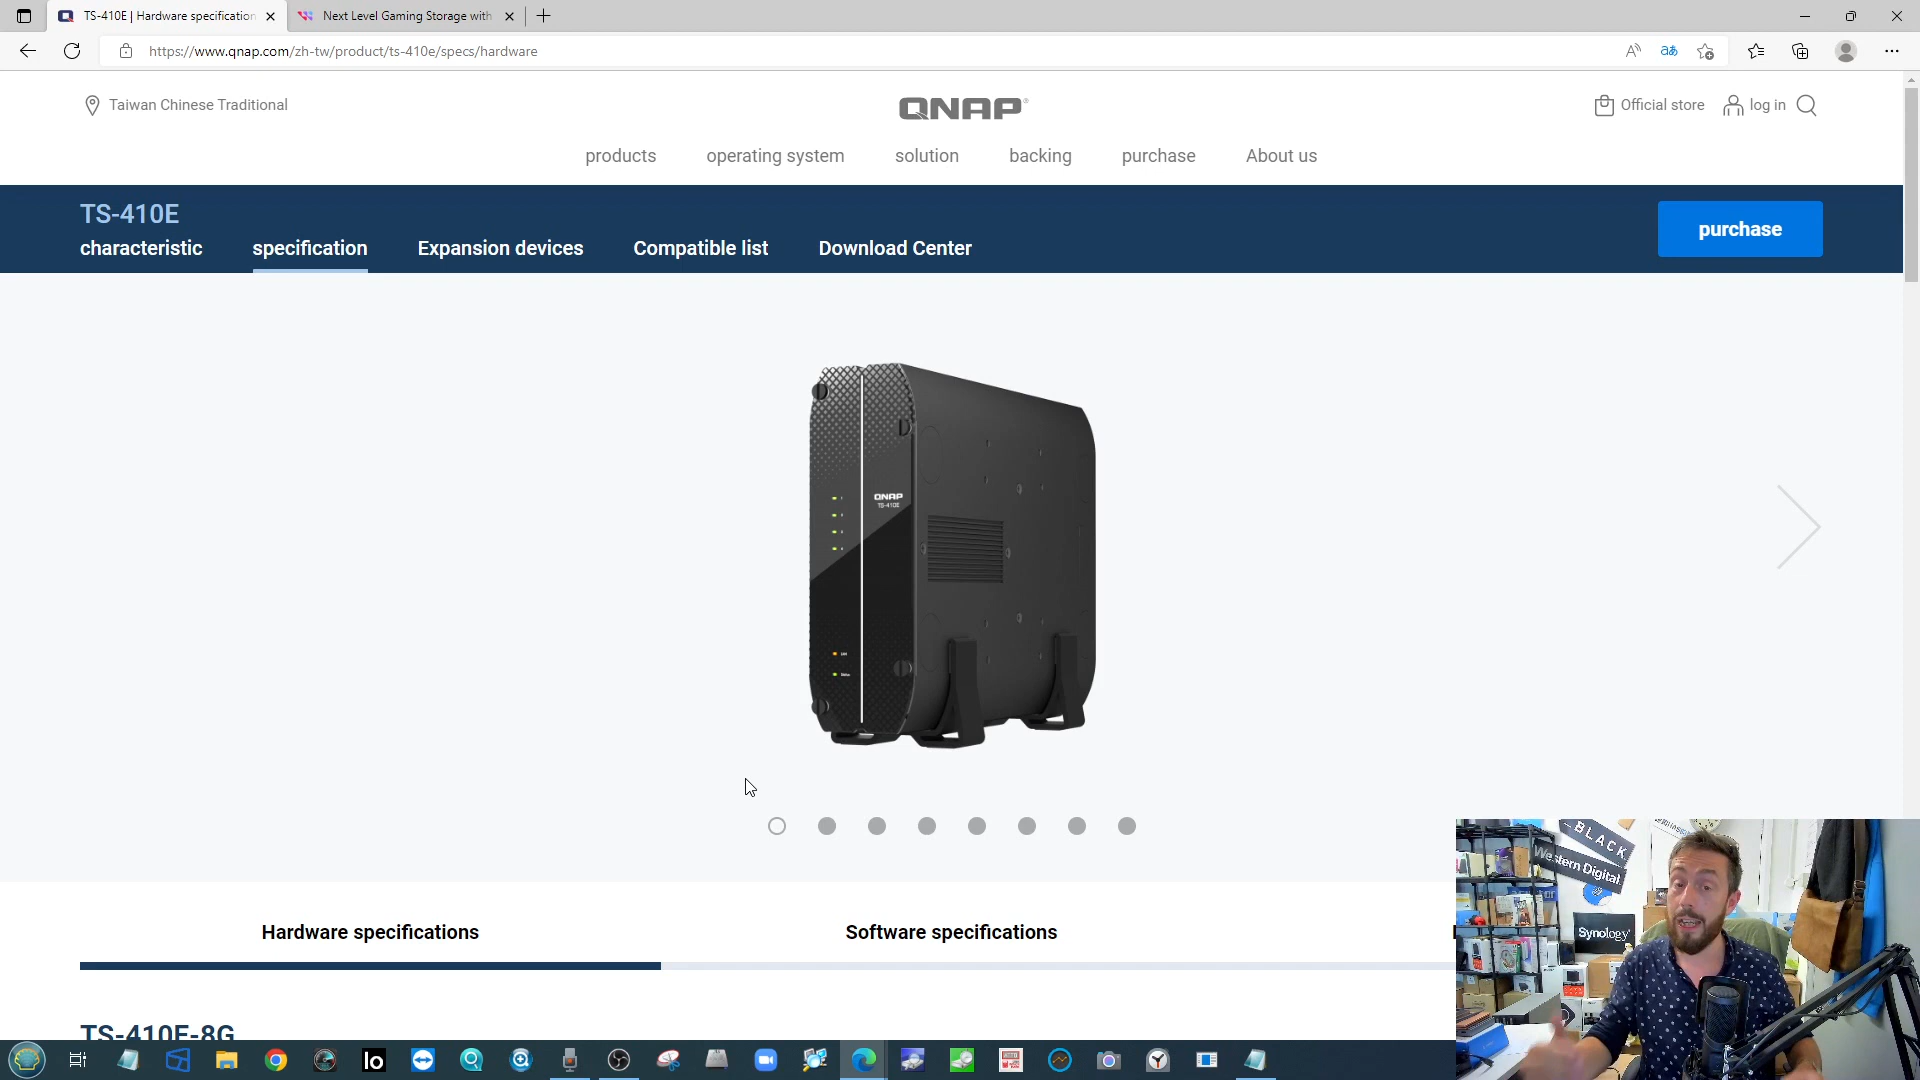 TS-410E | Hardware specification
Next Level Gaming Storage with
https://www.qnap.com/zh-tw/product/ts-410e/specs/hardware
Taiwan Chinese Traditional
QNAP
Official store
log in
products
operating system
solution
backing
purchase
About us
TS-410E
characteristic
specification
Expansion devices
Compatible list
Download Center
purchase
QNAP
TS-410E
LAN
Status
_BLACK
Western Digital
Synology
Hardware specifications
Software specifications
TS-410E-8G
lo